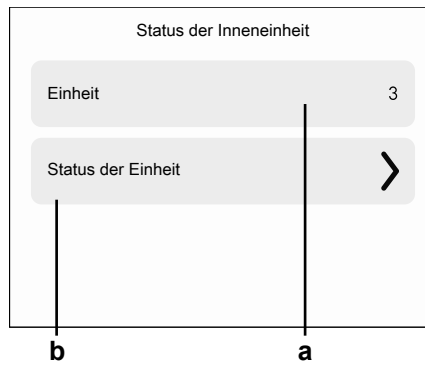 Status der Inneneinheit
Einheit 3
Status der Einheit
b a